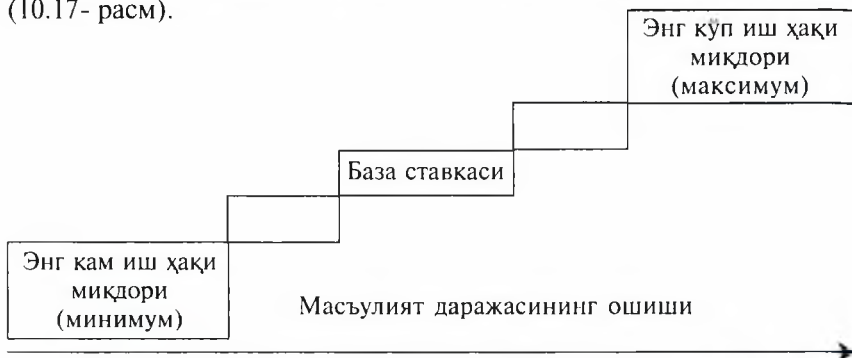 (10.17- расм).
Энг кўп иш ҳақи
миқдори
(максимум)
База ставкаси
Энг кам иш ҳақи
миқдори
(минимум)
Масъулият даражасининг ошиши